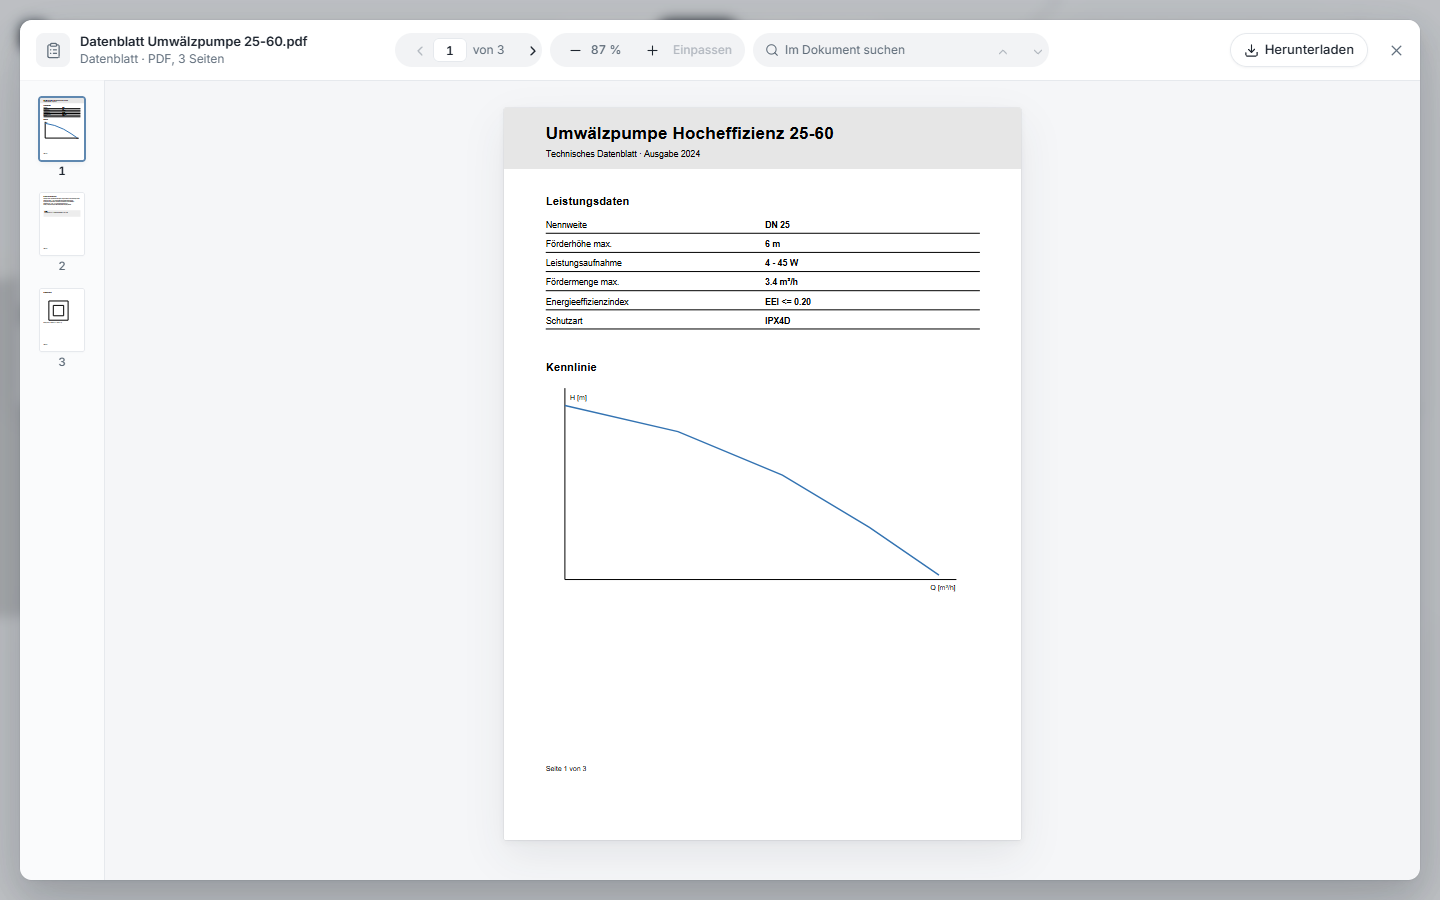 Datenblatt Umwälzpumpe 25-60.pdf
Datenblatt · PDF, 3 Seiten
1 von 3
87 %
Einpassen
Im Dokument suchen
Herunterladen
1
2
3
Umwälzpumpe Hocheffizienz 25-60
Technisches Datenblatt · Ausgabe 2024
Leistungsdaten
Nennweite DN 25
Förderhöhe max. 6 m
Leistungsaufnahme 4 - 45 W
Fördermenge max. 3.4 m³/h
Energieeffizienzindex EEI <= 0.20
Schutzart IPX4D
Kennlinie
H [m]
Q [m³/h]
Seite 1 von 3